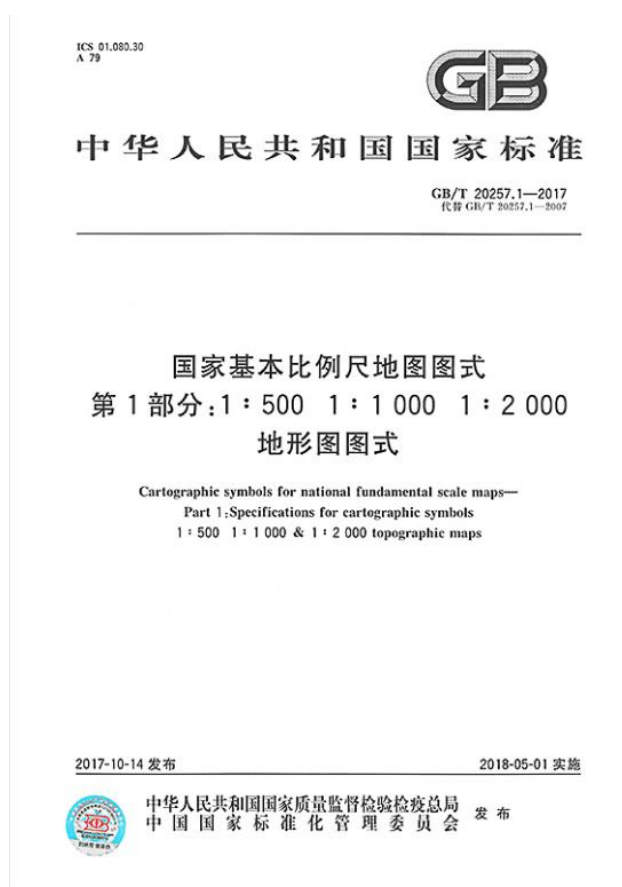 ICS 01.080.30
A 79
GB
中华人民共和国国家标准
GB/T 20257.1—2017
代替 GB/T 20257.1—2007
国家基本比例尺地图图式
第 1 部分:1∶500 1∶1 000 1∶2 000
地形图图式
Cartographic symbols for national fundamental scale maps—
Part 1:Specifications for cartographic symbols
1∶500 1∶1 000 & 1∶2 000 topographic maps
2017-10-14 发布
2018-05-01 实施
中华人民共和国国家质量监督检验检疫总局
中国国家标准化管理委员会
发布